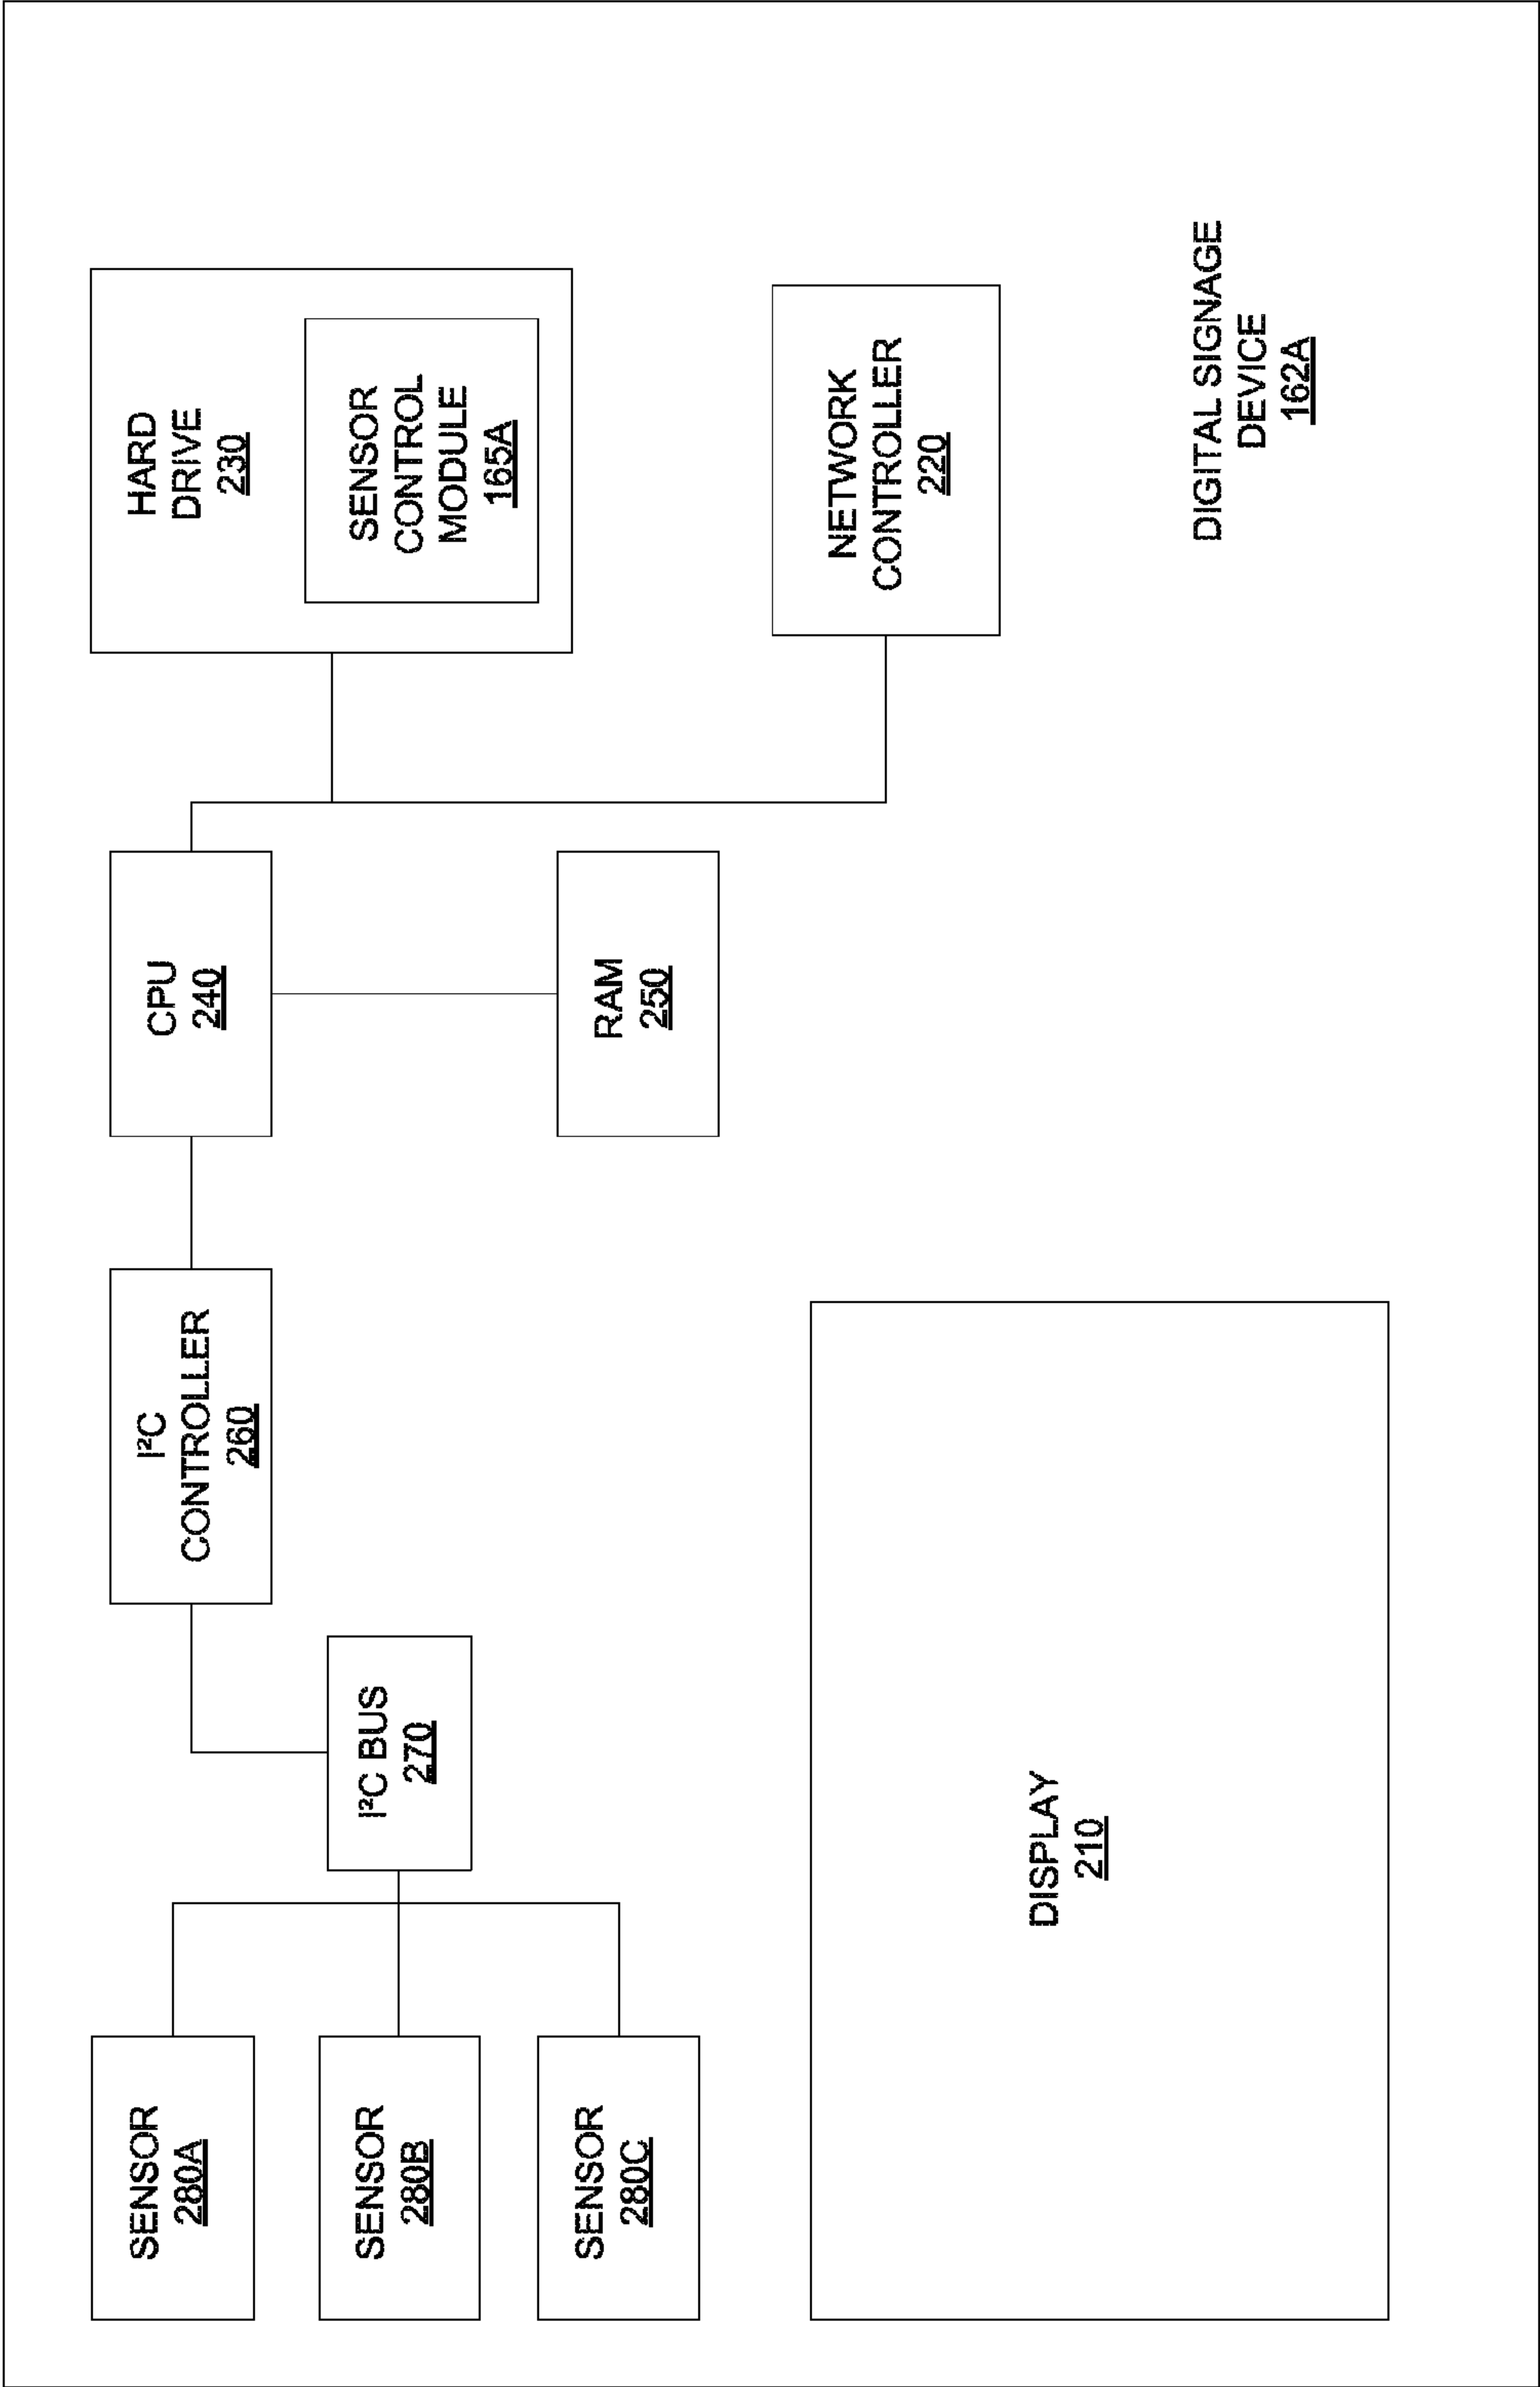 SENSOR
280A
SENSOR
280B
SENSOR
280C
I²C BUS
270
I²C
CONTROLLER
260
CPU
240
RAM
250
HARD
DRIVE
230
SENSOR
CONTROL
MODULE
165A
NETWORK
CONTROLLER
220
DISPLAY
210
DIGITAL SIGNAGE
DEVICE
162A